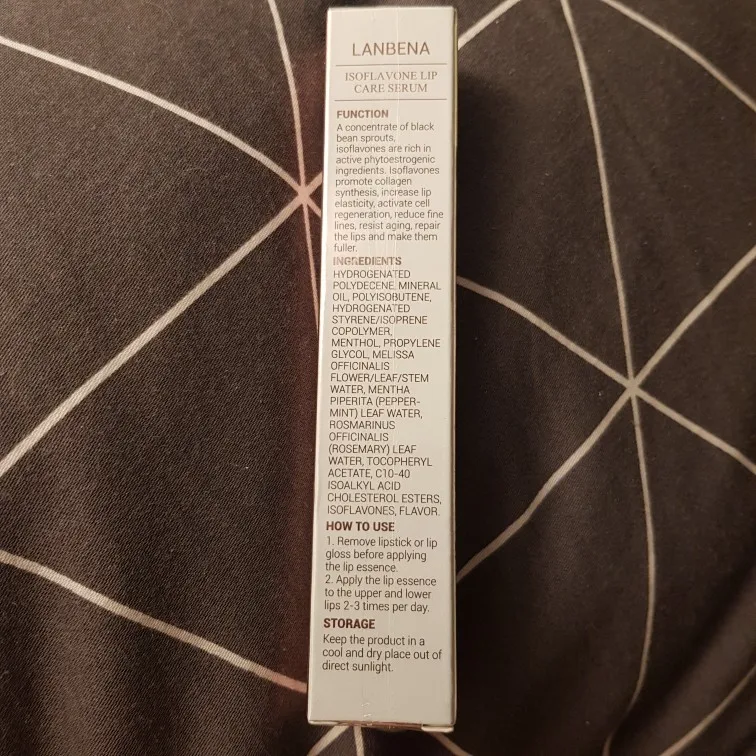 LANBENA
ISOFLAVONE LIP
CARE SERUM
FUNCTION
A concentrate of black
bean sprouts,
isoflavones are rich in
active phytoestrogenic
ingredients. Isoflavones
promote collagen
synthesis, increase lip
elasticity, activate cell
regeneration, reduce fine
lines, resist aging, repair
the lips and make them
fuller.
INGREDIENTS
HYDROGENATED
POLYDECENE, MINERAL
OIL, POLYISOBUTENE,
HYDROGENATED
STYRENE/ISOPRENE
COPOLYMER,
MENTHOL, PROPYLENE
GLYCOL, MELISSA
OFFICINALIS
FLOWER/LEAF/STEM
WATER, MENTHA
PIPERITA (PEPPER-
MINT) LEAF WATER,
ROSMARINUS
OFFICINALIS
(ROSEMARY) LEAF
WATER, TOCOPHERYL
ACETATE, C10-40
ISOALKYL ACID
CHOLESTEROL ESTERS,
ISOFLAVONES, FLAVOR.
HOW TO USE
1. Remove lipstick or lip
gloss before applying
the lip essence.
2. Apply the lip essence
to the upper and lower
lips 2-3 times per day.
STORAGE
Keep the product in a
cool and dry place out of
direct sunlight.